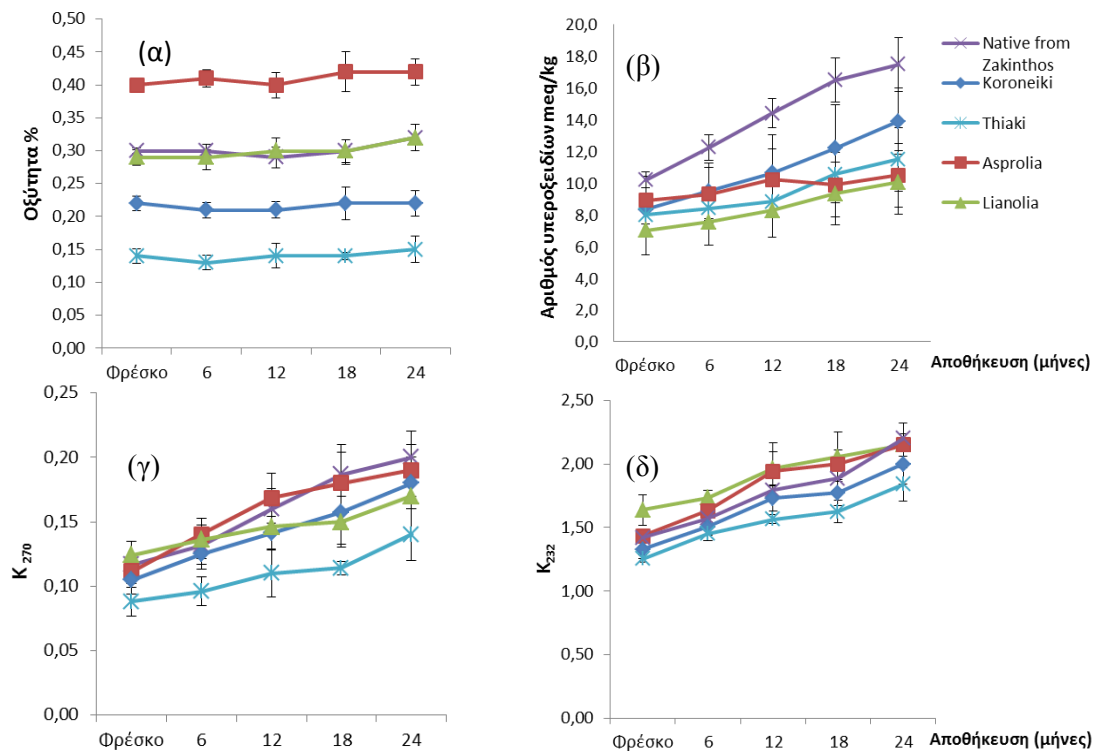 (α)
Οξύτητα %
0,50
0,45
0,40
0,35
0,30
0,25
0,20
0,15
0,10
0,05
0,00
Φρέσκο 6 12 18 24
(β)
Αριθμός υπεροξειδίων meq/kg
20,0
18,0
16,0
14,0
12,0
10,0
8,0
6,0
4,0
2,0
0,0
Φρέσκο 6 12 18 24
Αποθήκευση (μήνες)
Native from
Zakinthos
Koroneiki
Thiaki
Asprolia
Lianolia
(γ)
K 270
0,25
0,20
0,15
0,10
0,05
0,00
Φρέσκο 6 12 18 24
(δ)
K232
2,50
2,00
1,50
1,00
0,50
0,00
Φρέσκο 6 12 18 24
Αποθήκευση (μήνες)